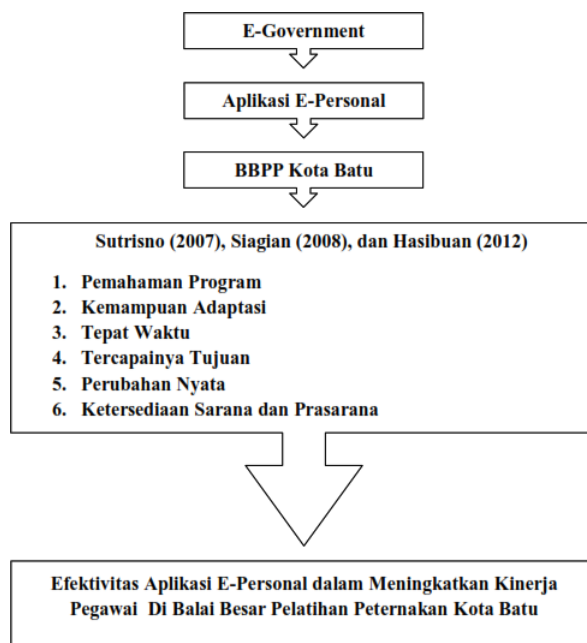 E-Government
Aplikasi E-Personal
BBPP Kota Batu
Sutrisno (2007), Siagian (2008), dan Hasibuan (2012)
1. Pemahaman Program
2. Kemampuan Adaptasi
3. Tepat Waktu
4. Tercapainya Tujuan
5. Perubahan Nyata
6. Ketersediaan Sarana dan Prasarana
Efektivitas Aplikasi E-Personal dalam Meningkatkan Kinerja
Pegawai Di Balai Besar Pelatihan Peternakan Kota Batu